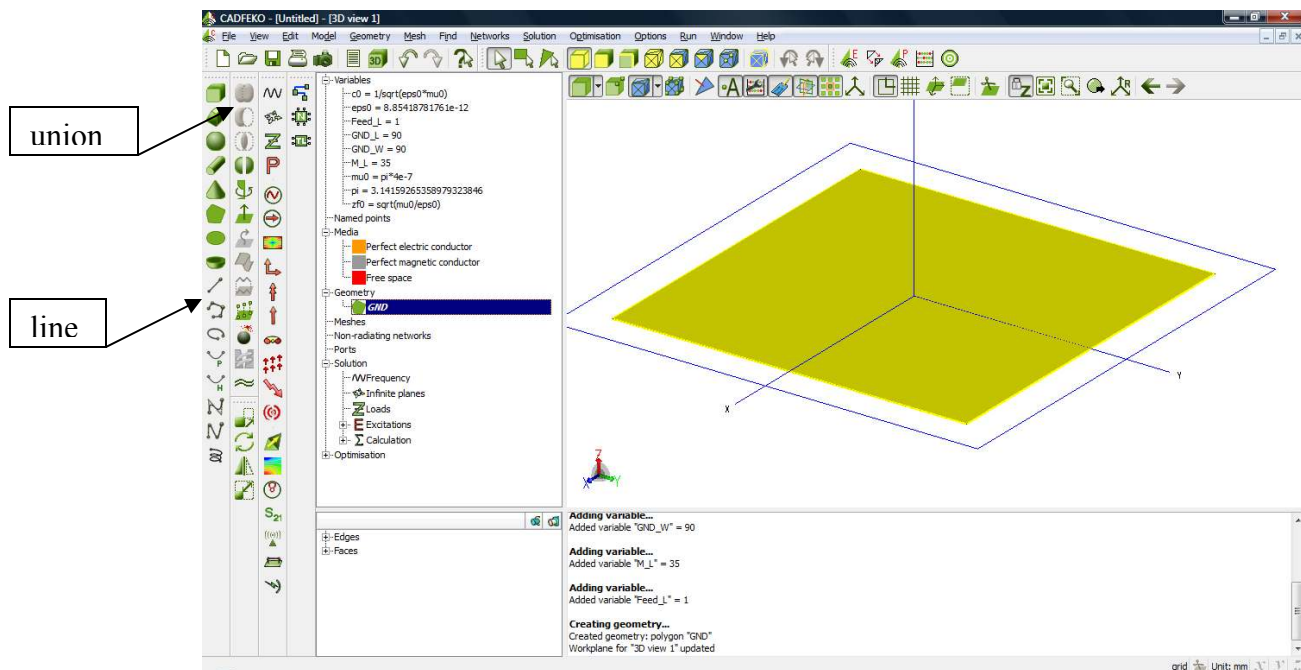 CADFEKO - [Untitled] - [3D view 1]
File View Edit Model Geometry Mesh Find Networks Solution Optimisation Options Run Window Help
union
line
Variables
c0 = 1/sqrt(eps0*mu0)
eps0 = 8.85418781761e-12
Feed_L = 1
GND_L = 90
GND_W = 90
M_L = 35
mu0 = pi*4e-7
pi = 3.14159265358979323846
zf0 = sqrt(mu0/eps0)
Named points
Media
Perfect electric conductor
Perfect magnetic conductor
Free space
Geometry
GND
Meshes
Non-radiating networks
Ports
Solution
Frequency
Infinite planes
Loads
Excitations
Calculation
Optimisation
Edges
Faces
X
Y
Z
X
Y
Adding variable...
Added variable "GND_W" = 90
Adding variable...
Added variable "M_L" = 35
Adding variable...
Added variable "Feed_L" = 1
Creating geometry...
Created geometry: polygon "GND"
Workplane for "3D view 1" updated
grid Unit: mm